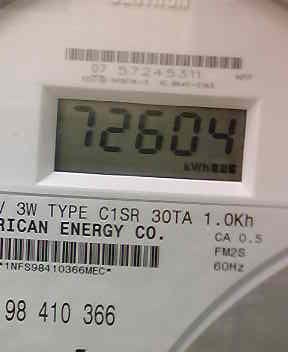 07 57245311
72604
kWh
V 3W TYPE C1SR 30TA 1.0Kh
RICAN ENERGY CO.
CA 0.5
FM2S
60Hz
*1NFS98410366MEC*
98 410 366